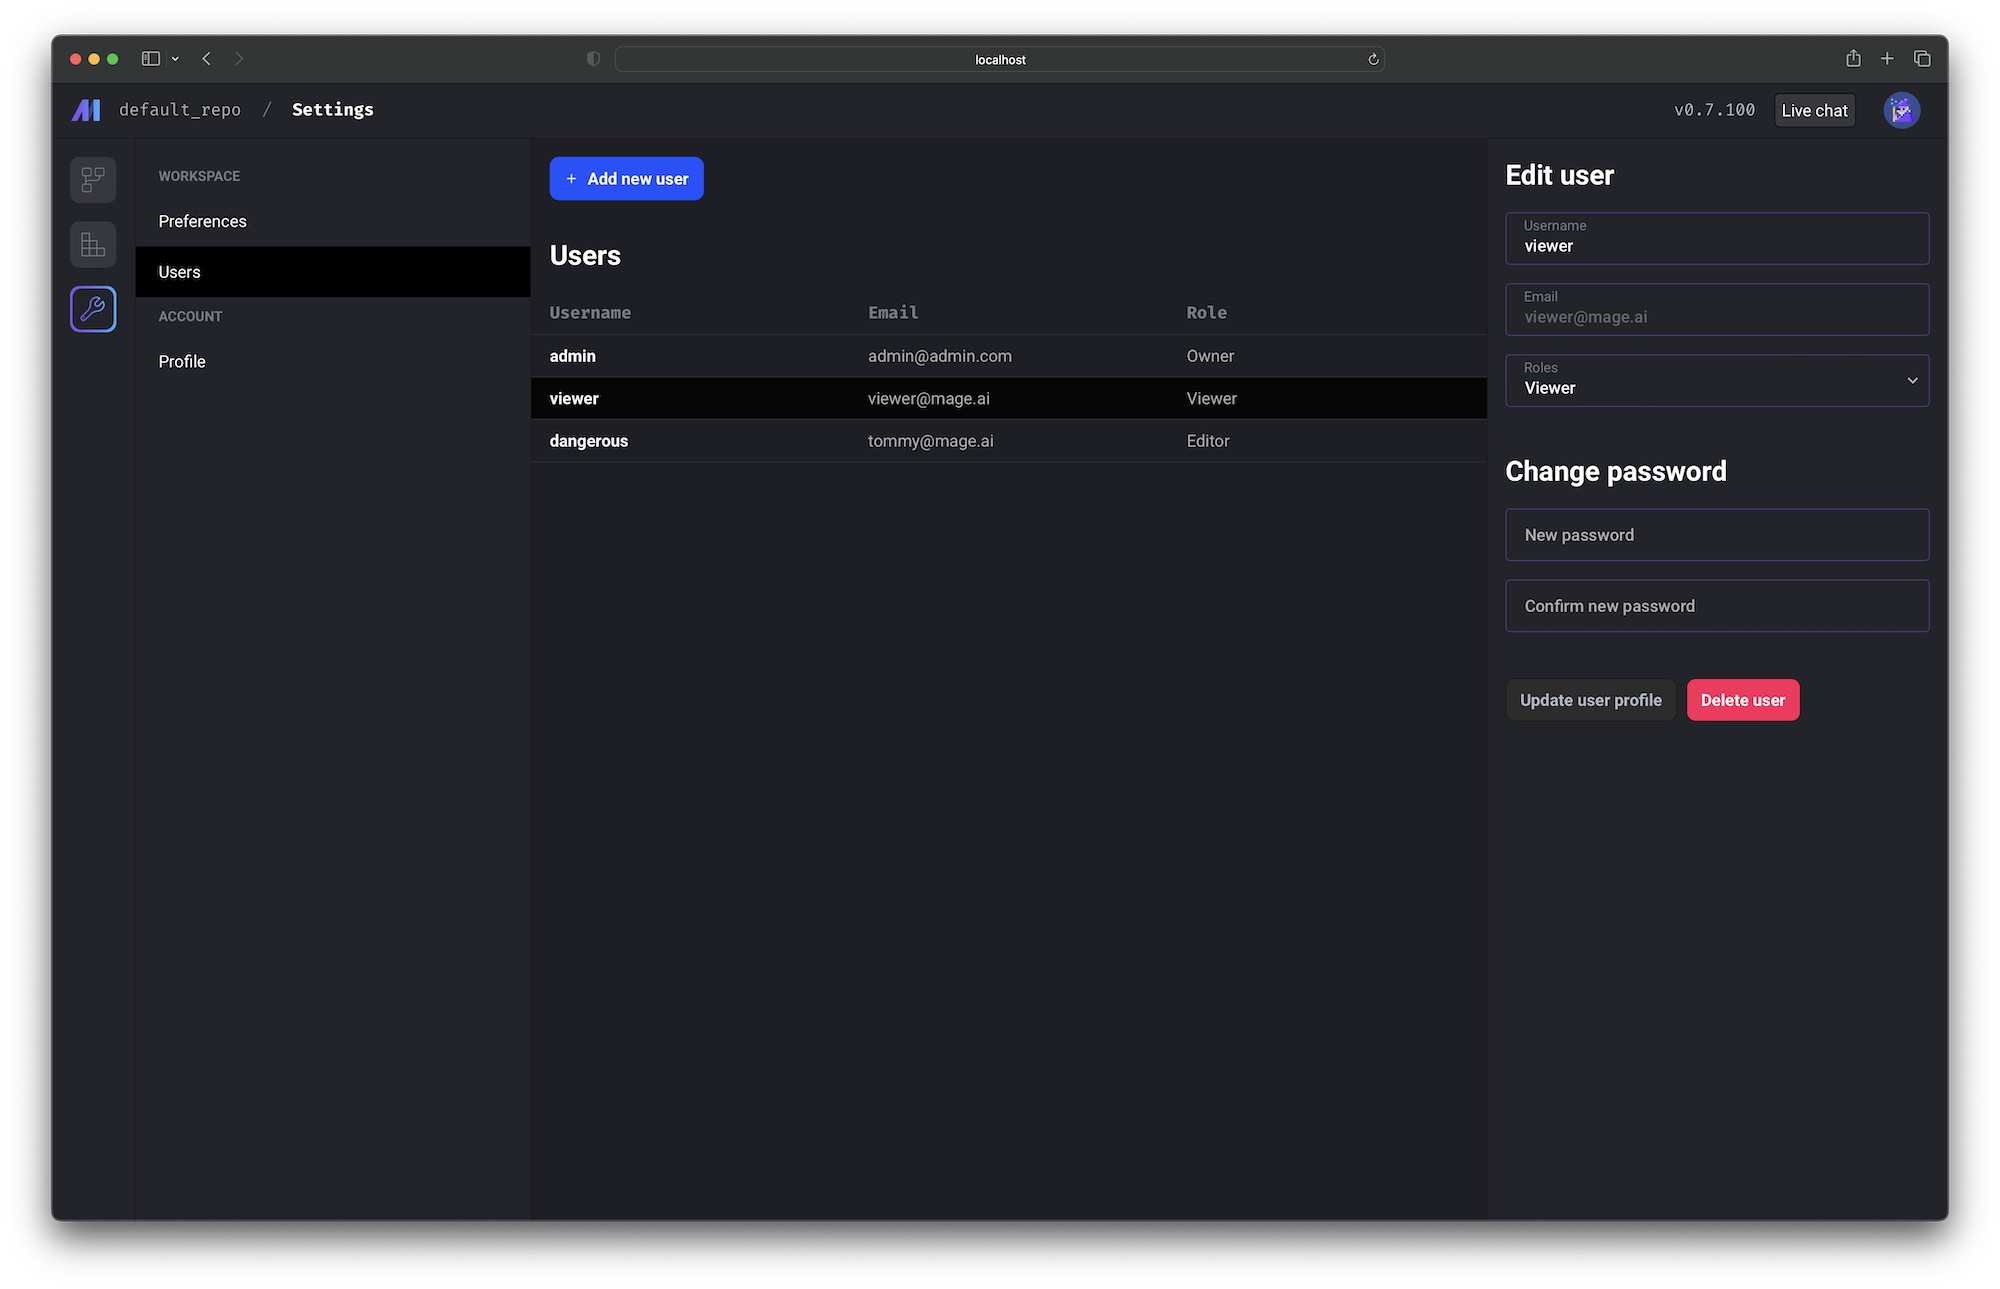 localhost
default_repo / Settings
v0.7.100
Live chat
WORKSPACE
Preferences
Users
ACCOUNT
Profile
+ Add new user
Users
Username Email Role
admin admin@admin.com Owner
viewer viewer@mage.ai Viewer
dangerous tommy@mage.ai Editor
Edit user
Username
viewer
Email
viewer@mage.ai
Roles
Viewer
Change password
New password
Confirm new password
Update user profile
Delete user